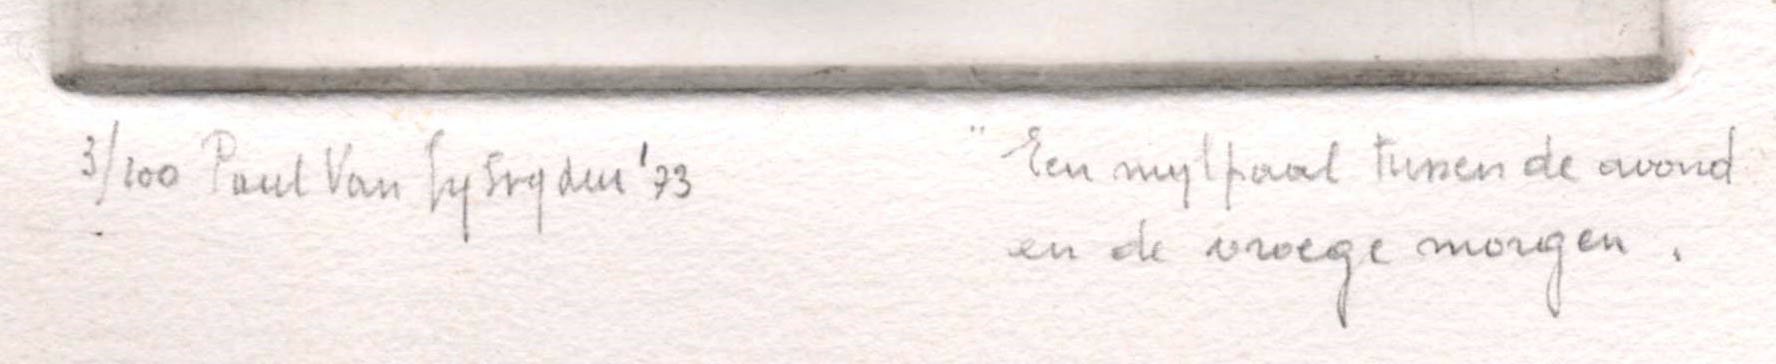 3/100 Paul Van '73
" Een mylpaal tussen de avond
en de vroege morgen .